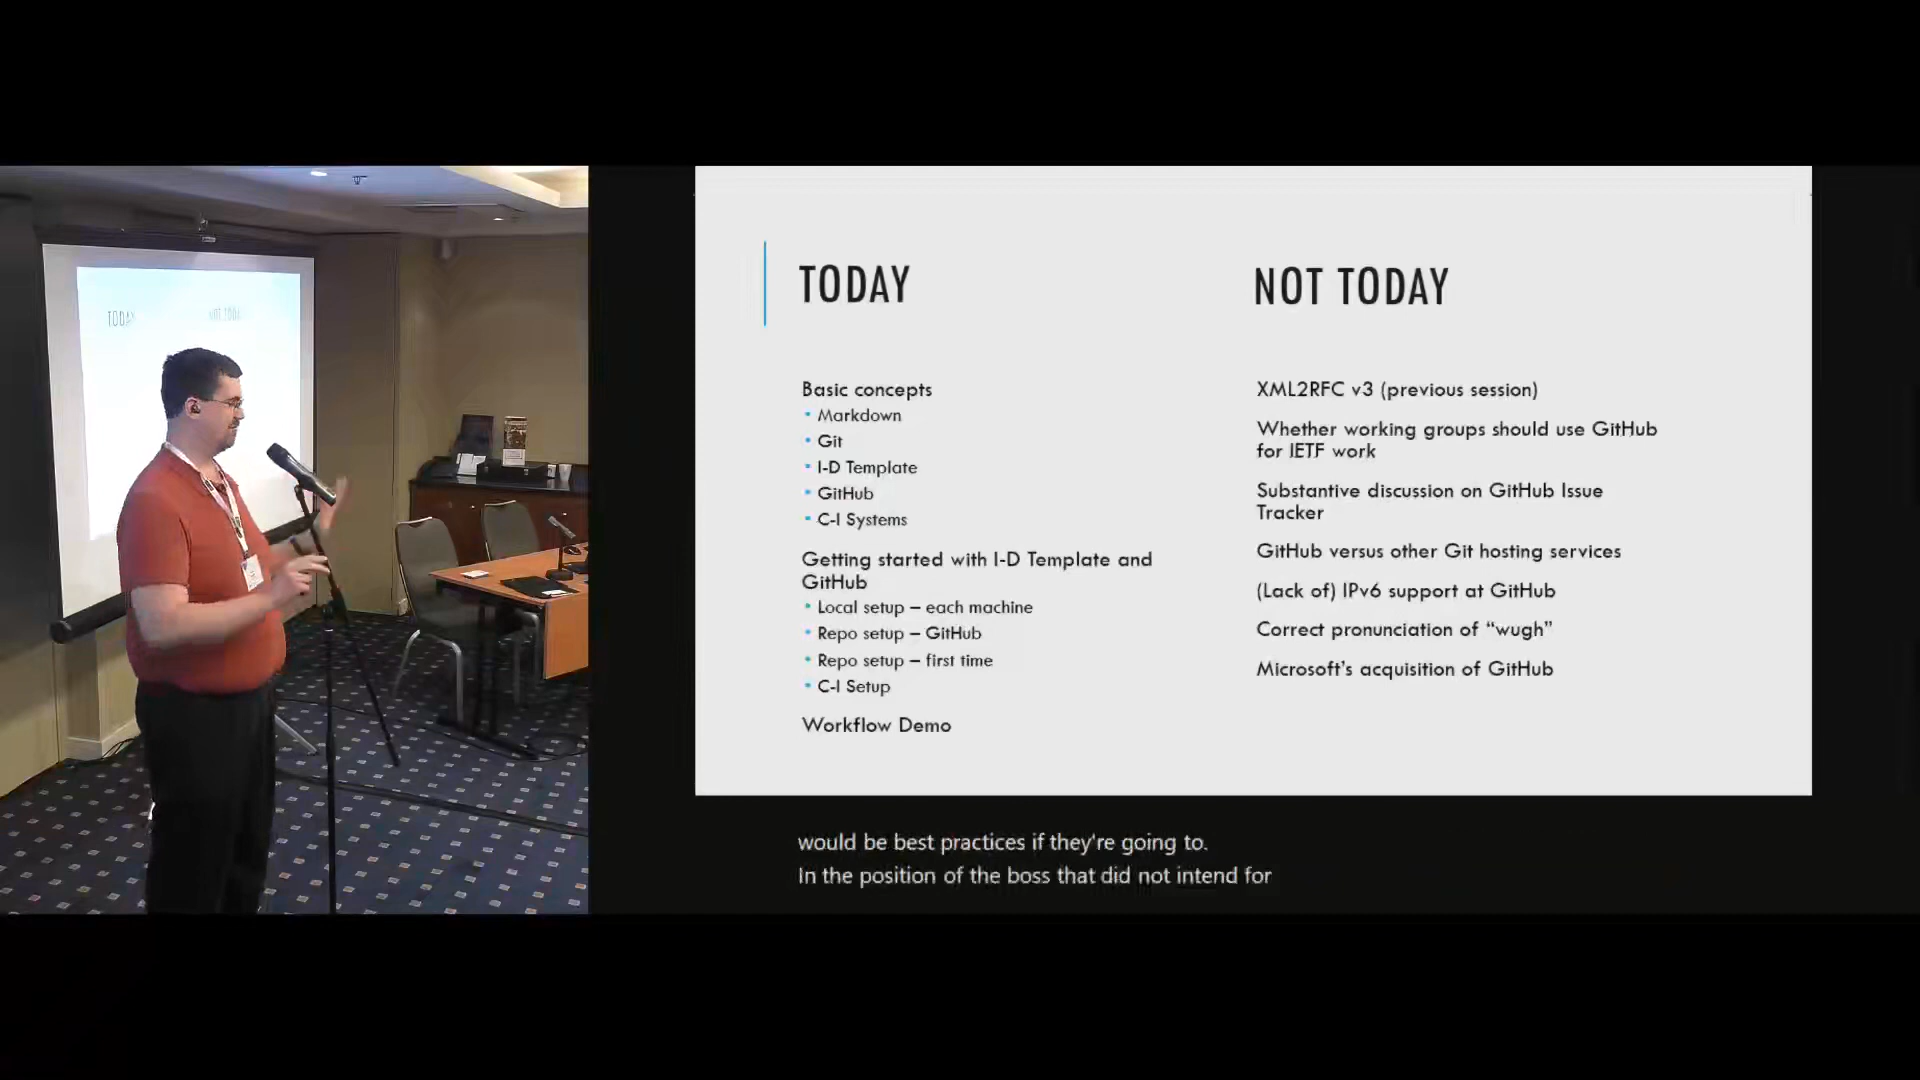 TODAY
NOT TODAY
TODAY
Basic concepts
• Markdown
• Git
• I-D Template
• GitHub
• C-I Systems
Getting started with I-D Template and
GitHub
• Local setup – each machine
• Repo setup – GitHub
• Repo setup – first time
• C-I Setup
Workflow Demo
NOT TODAY
XML2RFC v3 (previous session)
Whether working groups should use GitHub
for IETF work
Substantive discussion on GitHub Issue
Tracker
GitHub versus other Git hosting services
(Lack of) IPv6 support at GitHub
Correct pronunciation of “wugh”
Microsoft’s acquisition of GitHub
would be best practices if they're going to.
In the position of the boss that did not intend for